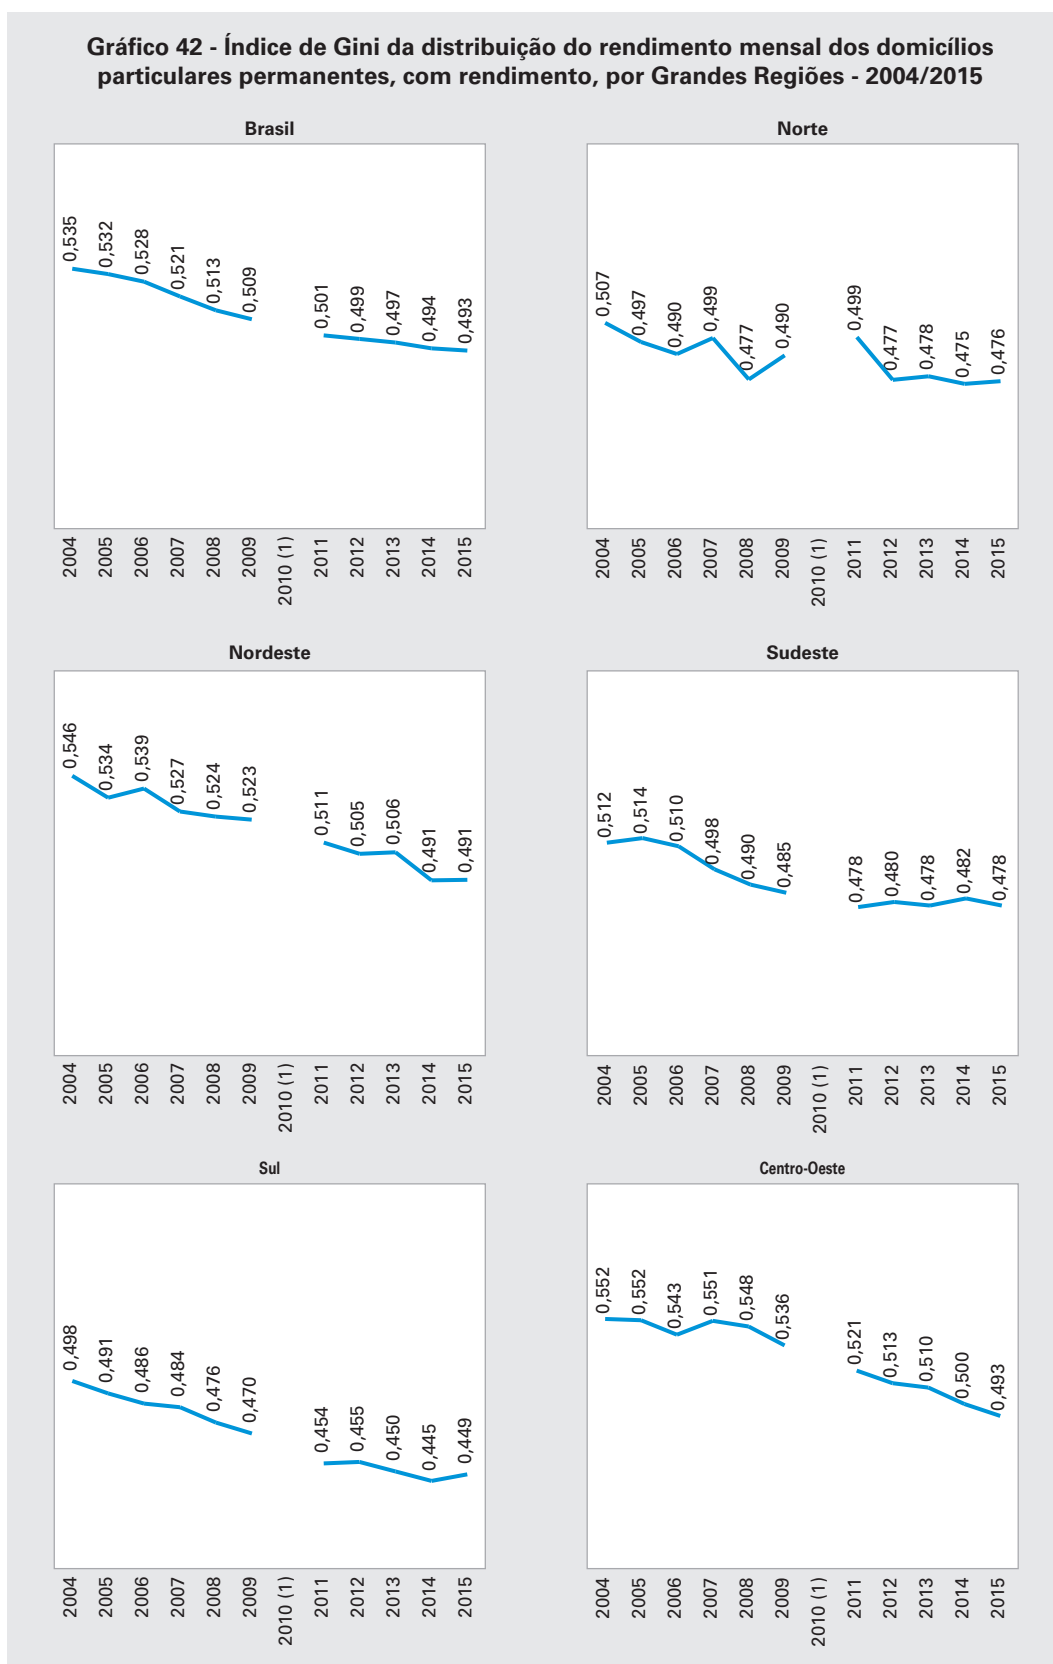 Gráfico 42 - Índice de Gini da distribuição do rendimento mensal dos domicílios
particulares permanentes, com rendimento, por Grandes Regiões - 2004/2015
Brasil
0,535 0,532 0,528 0,521 0,513 0,509 0,501 0,499 0,497 0,494 0,493
2004 2005 2006 2007 2008 2009 2010 (1) 2011 2012 2013 2014 2015
Norte
0,507 0,497 0,490 0,499 0,477 0,490 0,499 0,477 0,478 0,475 0,476
2004 2005 2006 2007 2008 2009 2010 (1) 2011 2012 2013 2014 2015
Nordeste
0,546 0,534 0,539 0,527 0,524 0,523 0,511 0,505 0,506 0,491 0,491
2004 2005 2006 2007 2008 2009 2010 (1) 2011 2012 2013 2014 2015
Sudeste
0,512 0,514 0,510 0,498 0,490 0,485 0,478 0,480 0,478 0,482 0,478
2004 2005 2006 2007 2008 2009 2010 (1) 2011 2012 2013 2014 2015
Sul
0,498 0,491 0,486 0,484 0,476 0,470 0,454 0,455 0,450 0,445 0,449
2004 2005 2006 2007 2008 2009 2010 (1) 2011 2012 2013 2014 2015
Centro-Oeste
0,552 0,552 0,543 0,551 0,548 0,536 0,521 0,513 0,510 0,500 0,493
2004 2005 2006 2007 2008 2009 2010 (1) 2011 2012 2013 2014 2015